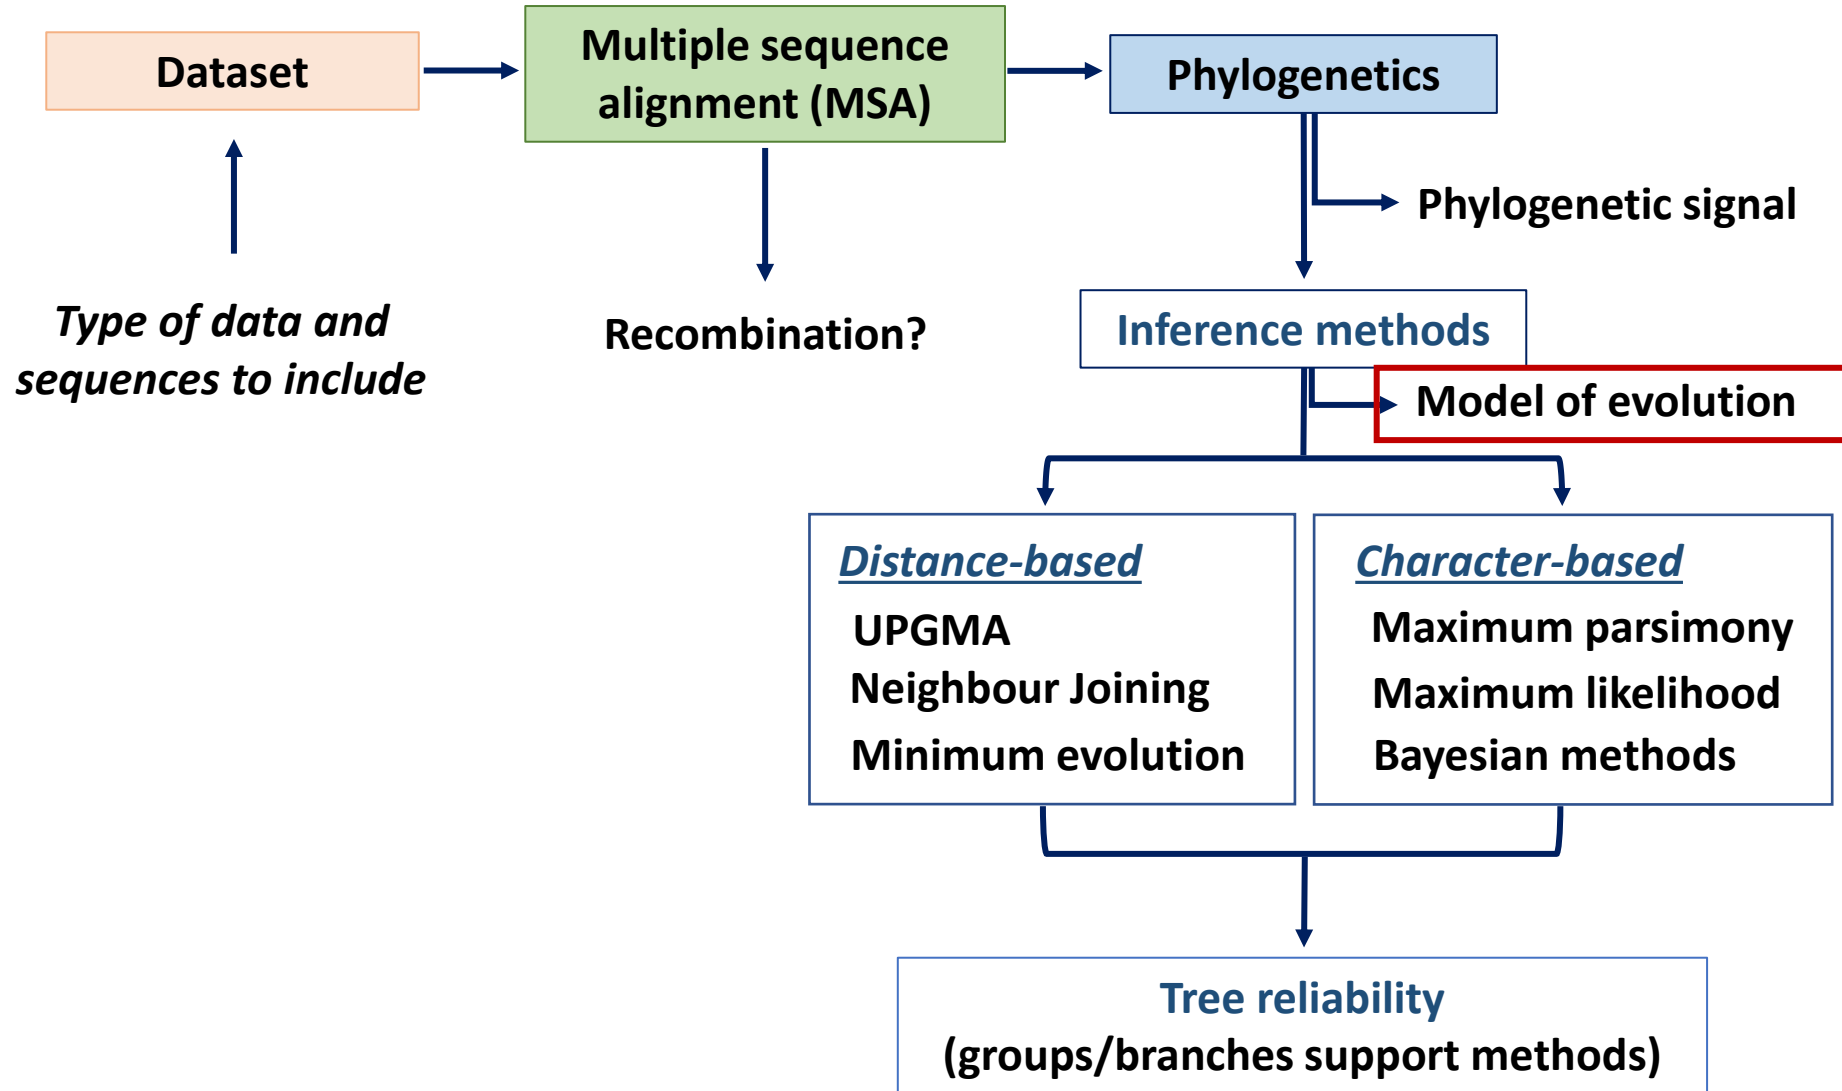 Dataset
Multiple sequence
alignment (MSA)
Phylogenetics
Phylogenetic signal
Type of data and
sequences to include
Recombination?
Inference methods
Model of evolution
Distance-based
UPGMA
Neighbour Joining
Minimum evolution
Character-based
Maximum parsimony
Maximum likelihood
Bayesian methods
Tree reliability
(groups/branches support methods)